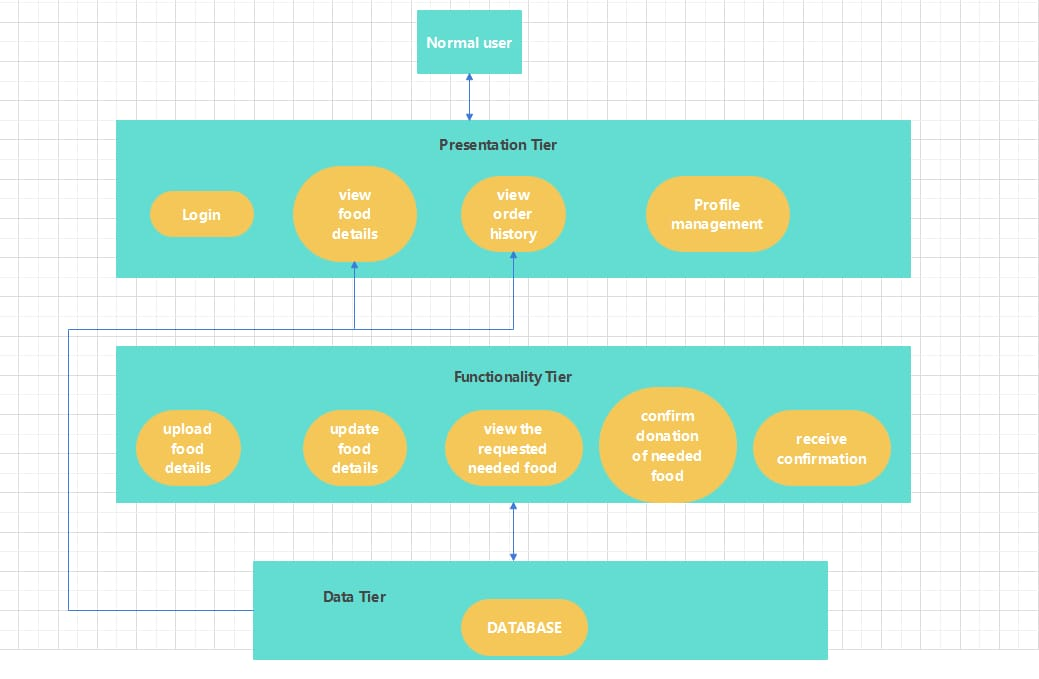 Normal user
Presentation Tier
Login
view
food
details
view
order
history
Profile
management
Functionality Tier
upload
food
details
update
food
details
view the
requested
needed food
confirm
donation
of needed
food
receive
confirmation
Data Tier
DATABASE